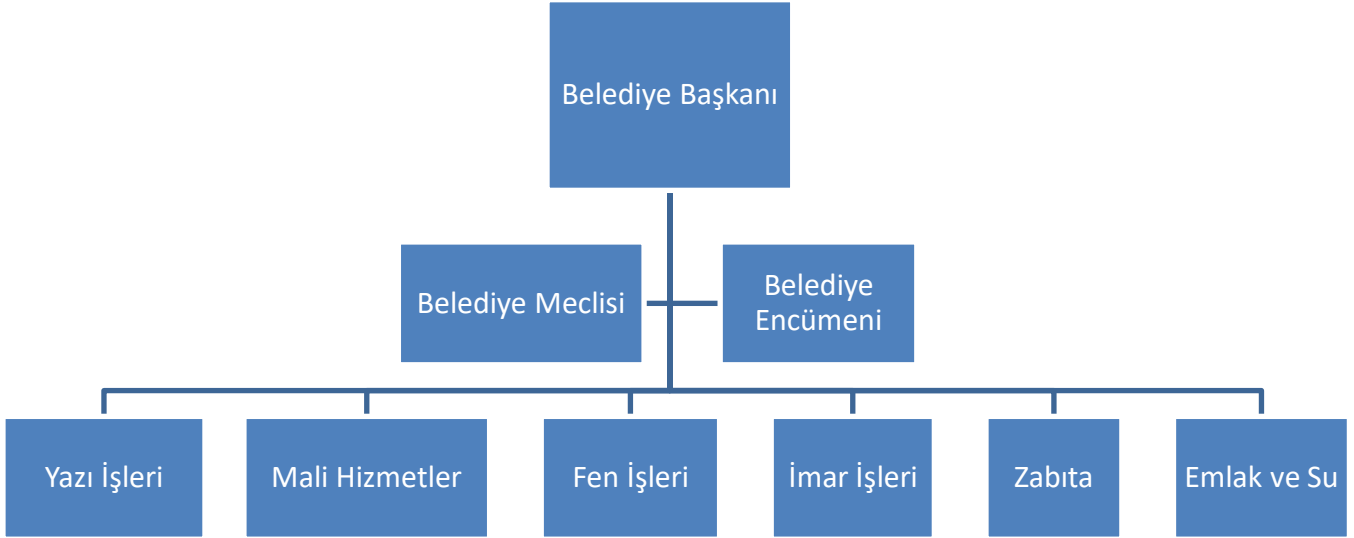 Belediye Başkanı
Belediye Meclisi
Belediye
Encümeni
Yazı İşleri
Mali Hizmetler
Fen İşleri
İmar İşleri
Zabıta
Emlak ve Su